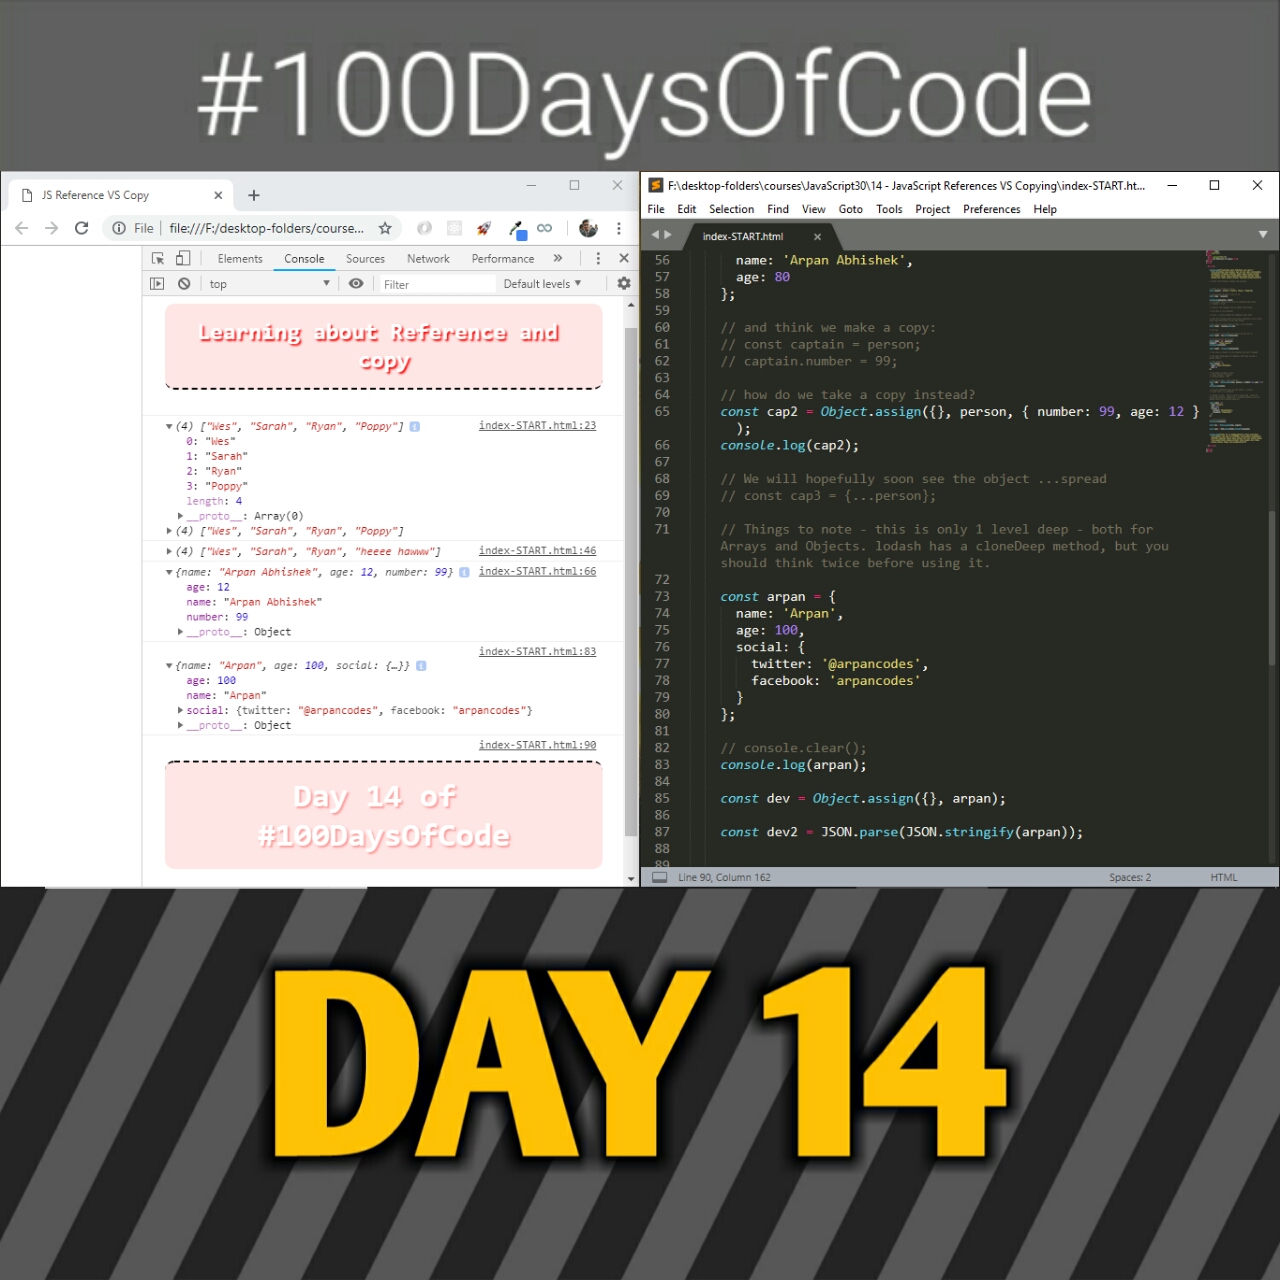 #100DaysOfCode
JS Reference VS Copy
File
file:///F:/desktop-folders/course...
Elements Console Sources Network Performance »
top
Filter
Default levels ▼
Learning about Reference and
copy
(4) ["Wes", "Sarah", "Ryan", "Poppy"] index-START.html:23
0: "Wes"
1: "Sarah"
2: "Ryan"
3: "Poppy"
length: 4
__proto__: Array(0)
(4) ["Wes", "Sarah", "Ryan", "Poppy"]
(4) ["Wes", "Sarah", "Ryan", "heeee hawww"] index-START.html:46
{name: "Arpan Abhishek", age: 12, number: 99} index-START.html:66
age: 12
name: "Arpan Abhishek"
number: 99
__proto__: Object
index-START.html:83
{name: "Arpan", age: 100, social: {…}}
age: 100
name: "Arpan"
social: {twitter: "@arpancodes", facebook: "arpancodes"}
__proto__: Object
index-START.html:90
Day 14 of
#100DaysOfCode
F:\desktop-folders\courses\JavaScript30\14 - JavaScript References VS Copying\index-START.ht...
File Edit Selection Find View Goto Tools Project Preferences Help
index-START.html
56 name: 'Arpan Abhishek',
57 age: 80
58 };
59
60 // and think we make a copy:
61 // const captain = person;
62 // captain.number = 99;
63
64 // how do we take a copy instead?
65 const cap2 = Object.assign({}, person, { number: 99, age: 12 }
);
66 console.log(cap2);
67
68 // We will hopefully soon see the object ...spread
69 // const cap3 = {...person};
70
71 // Things to note - this is only 1 level deep - both for
Arrays and Objects. lodash has a cloneDeep method, but you
should think twice before using it.
72
73 const arpan = {
74 name: 'Arpan',
75 age: 100,
76 social: {
77 twitter: '@arpancodes',
78 facebook: 'arpancodes'
79 }
80 };
81
82 // console.clear();
83 console.log(arpan);
84
85 const dev = Object.assign({}, arpan);
86
87 const dev2 = JSON.parse(JSON.stringify(arpan));
88
89
Line 90, Column 162
Spaces: 2
HTML
DAY 14